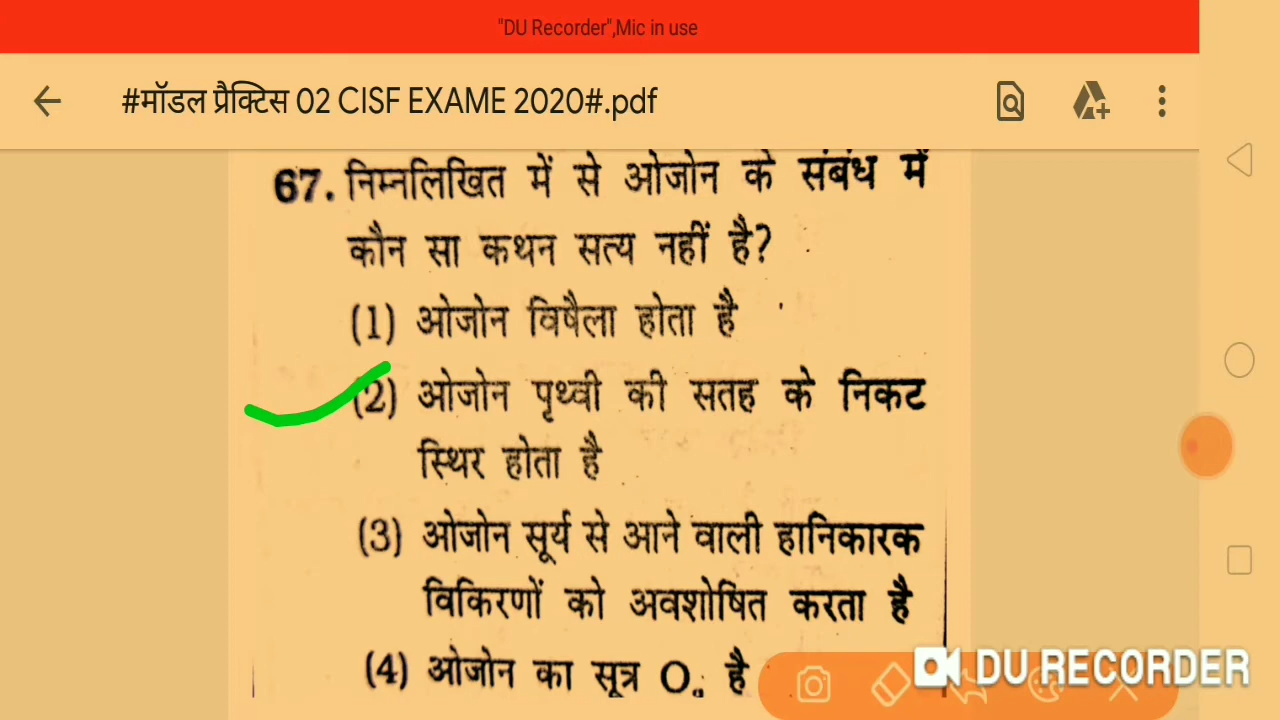 "DU Recorder",Mic in use
#मॉडल प्रैक्टिस 02 CISF EXAME 2020#.pdf
67. निम्नलिखित में से ओजोन के संबंध में
कौन सा कथन सत्य नहीं है?
(1) ओजोन विषैला होता है
(2) ओजोन पृथ्वी की सतह के निकट
स्थिर होता है
(3) ओजोन सूर्य से आने वाली हानिकारक
विकिरणों को अवशोषित करता है
(4) ओजोन का सूत्र O है
DU RECORDER